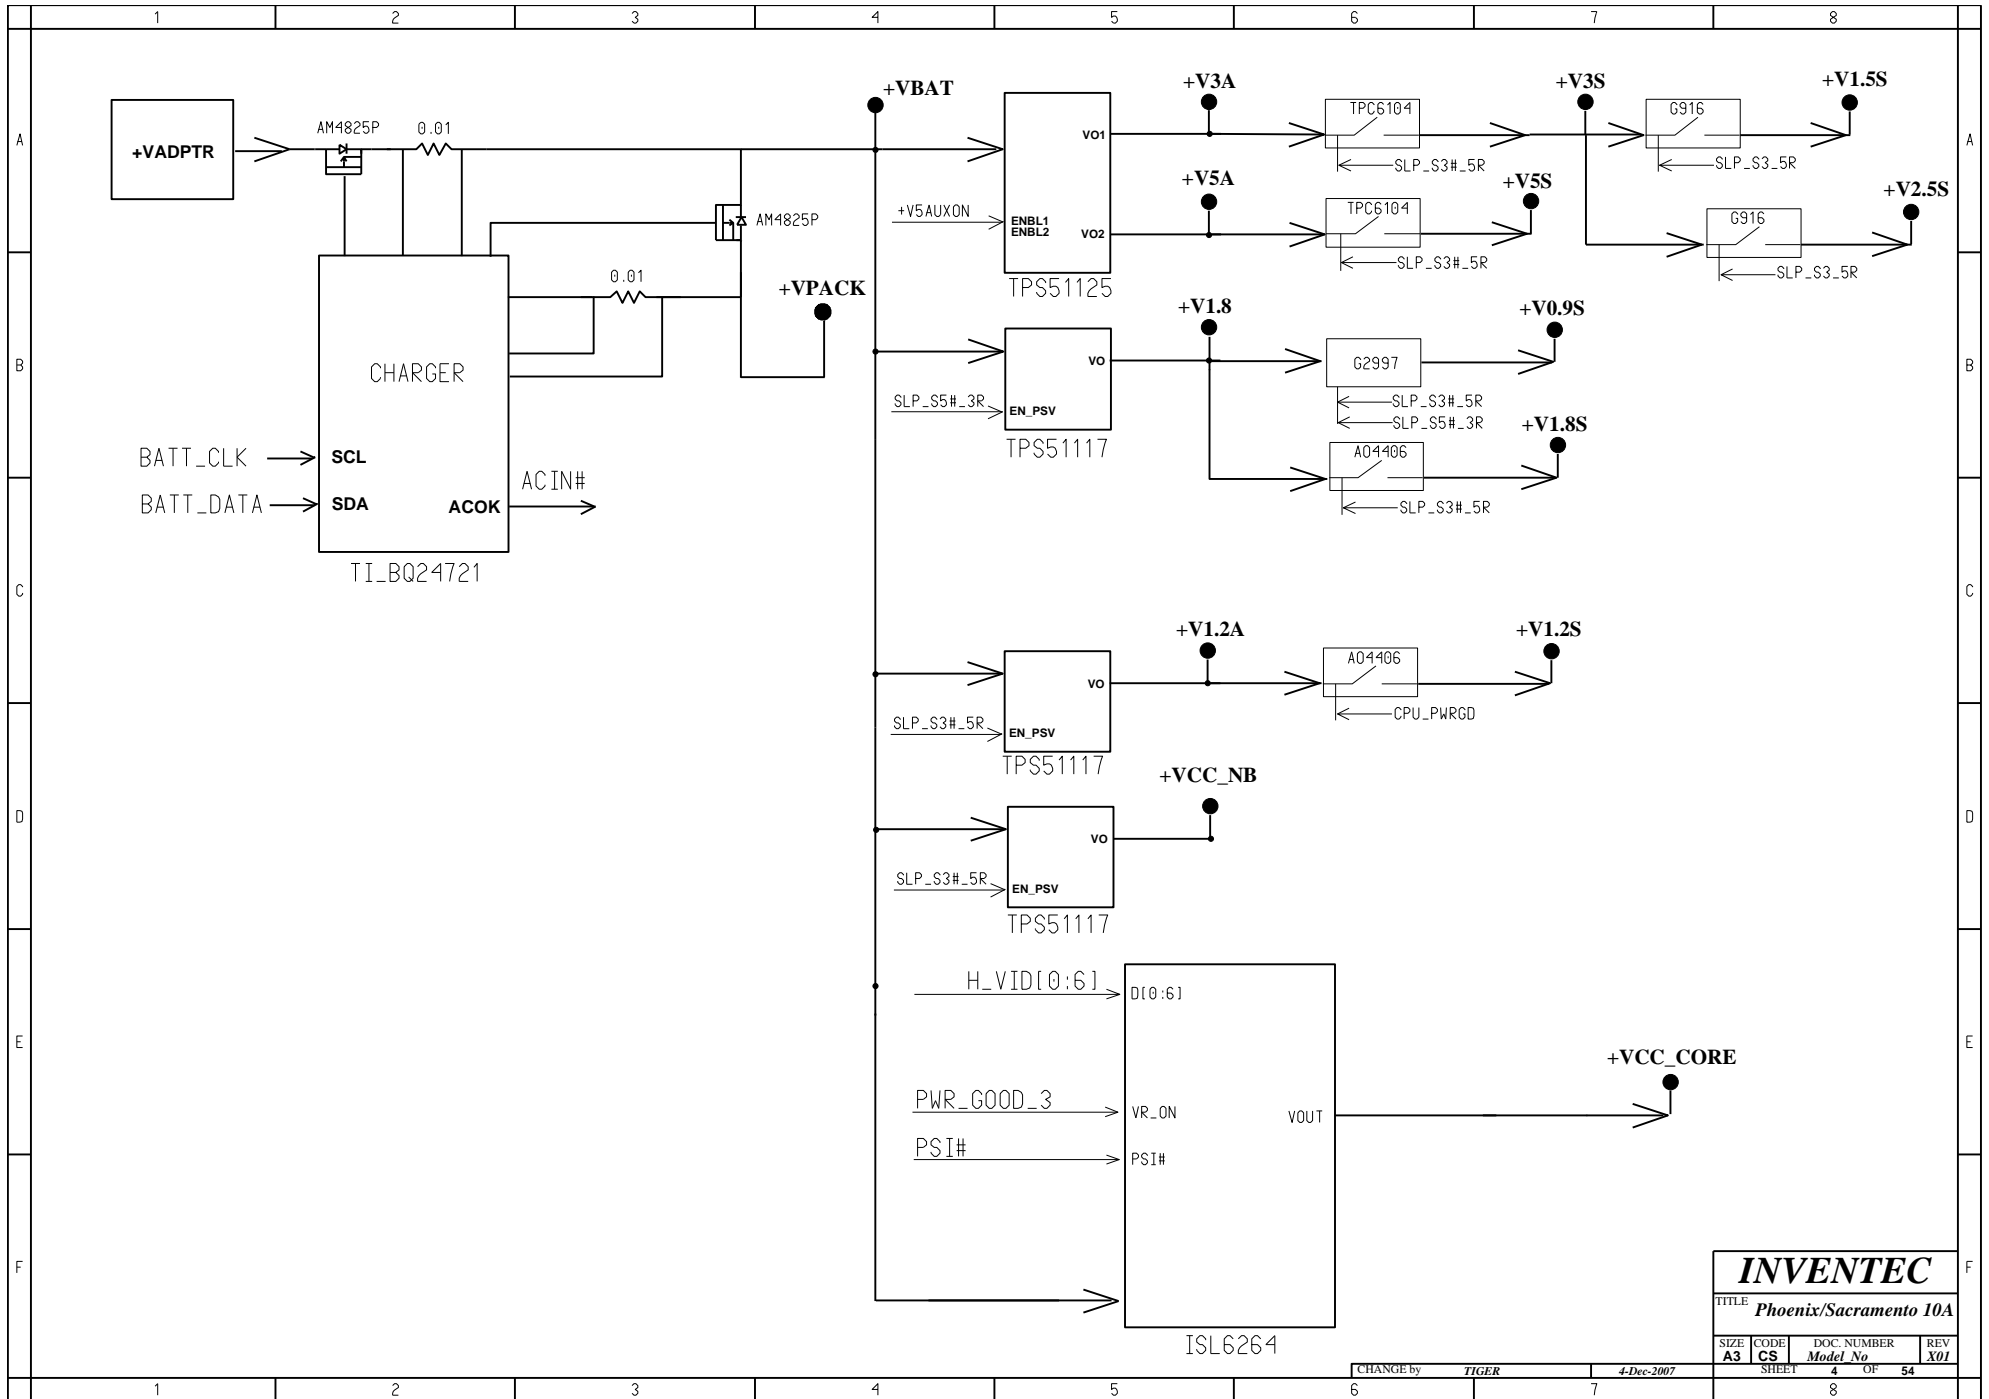 1 2 3 4 5 6 7 8
A A
B B
C C
D D
E E
F F
+VADPTR
AM4825P
0.01
+VBAT
AM4825P
0.01
+VPACK
CHARGER
BATT_CLK
SCL
BATT_DATA
SDA
ACOK
ACIN#
TI_BQ24721
+V5AUXON
ENBL1
ENBL2
VO1
VO2
TPS51125
+V3A
TPC6104
SLP_S3#_5R
+V3S
G916
SLP_S3_5R
+V1.5S
+V5A
TPC6104
SLP_S3#_5R
+V5S
G916
SLP_S3_5R
+V2.5S
SLP_S5#_3R
EN_PSV
VO
TPS51117
+V1.8
G2997
SLP_S3#_5R
SLP_S5#_3R
+V0.9S
AO4406
SLP_S3#_5R
+V1.8S
SLP_S3#_5R
EN_PSV
VO
TPS51117
+V1.2A
AO4406
CPU_PWRGD
+V1.2S
SLP_S3#_5R
EN_PSV
VO
TPS51117
+VCC_NB
H_VID[0:6]
D[0:6]
PWR_GOOD_3
VR_ON
PSI#
PSI#
VOUT
ISL6264
+VCC_CORE
INVENTEC
TITLE
Phoenix/Sacramento 10A
SIZE CODE DOC. NUMBER REV
A3 CS Model_No X01
CHANGE by TIGER 4-Dec-2007 SHEET 4 OF 54
1 2 3 4 5 6 7 8